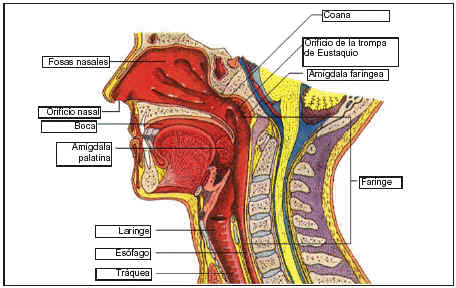 Coana
Orificio de la trompa
de Eustaquio
Fosas nasales
Amígdala faríngea
Orificio nasal
Boca
Amígdala
palatina
Faringe
Laringe
Esófago
Tráquea